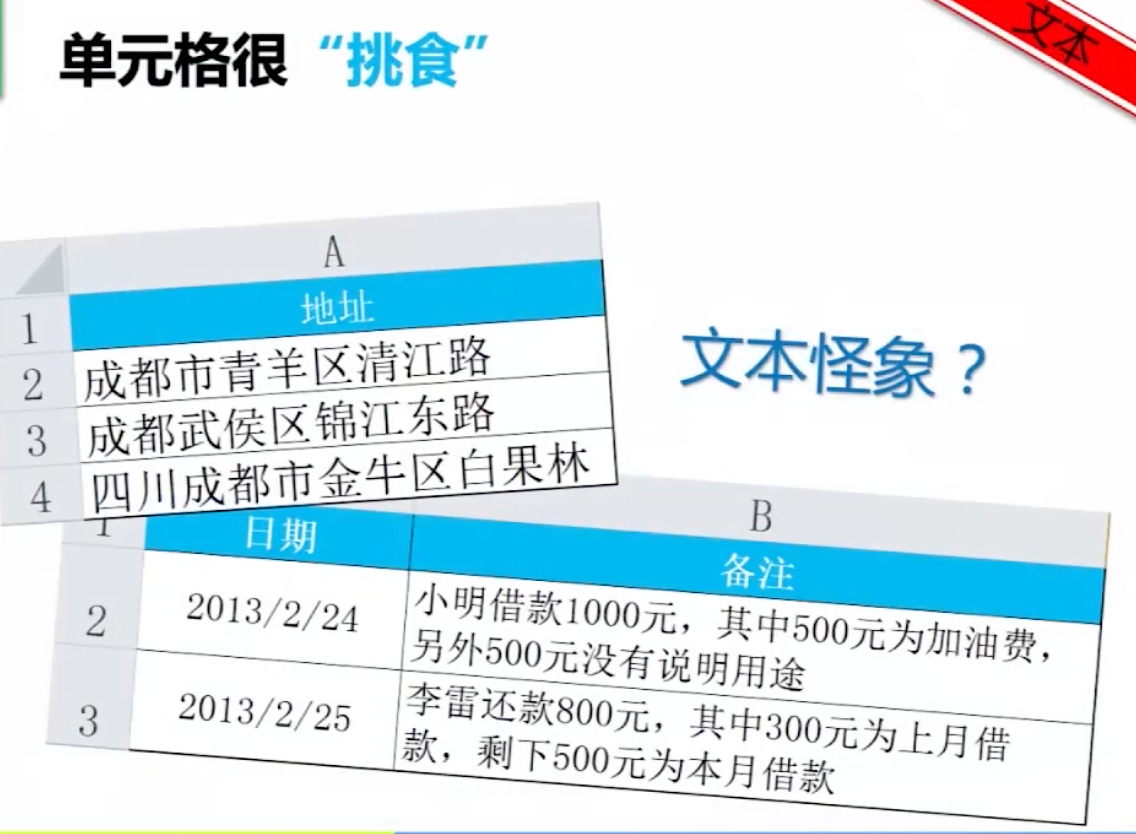 文本
单元格很“挑食”
A
1 地址
2 成都市青羊区清江路
3 成都武侯区锦江东路
4 四川成都市金牛区白果林
文本怪象？
B
1 日期 备注
2 2013/2/24 小明借款1000元，其中500元为加油费，
另外500元没有说明用途
3 2013/2/25 李雷还款800元，其中300元为上月借
款，剩下500元为本月借款